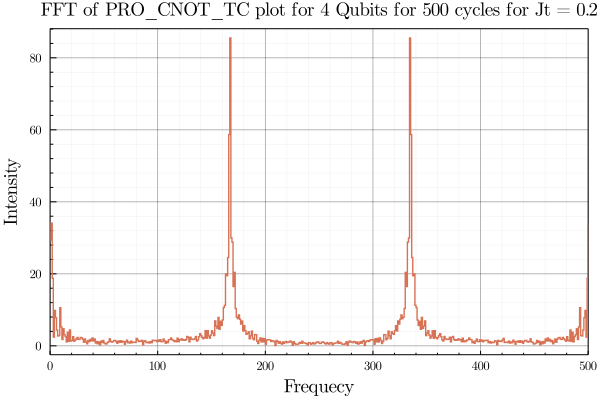 FFT of PRO_CNOT_TC plot for 4 Qubits for 500 cycles for Jt = 0.2
80
60
40
20
0
Intensity
0 100 200 300 400 500
Frequecy